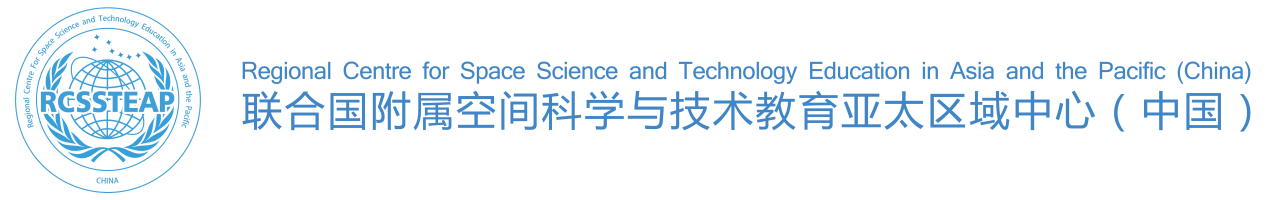 Regional Centre For Space Science and Technology Education in Asia and the Pacific
RCSSTEAP
CHINA
Regional Centre for Space Science and Technology Education in Asia and the Pacific (China)
联合国附属空间科学与技术教育亚太区域中心（中国）